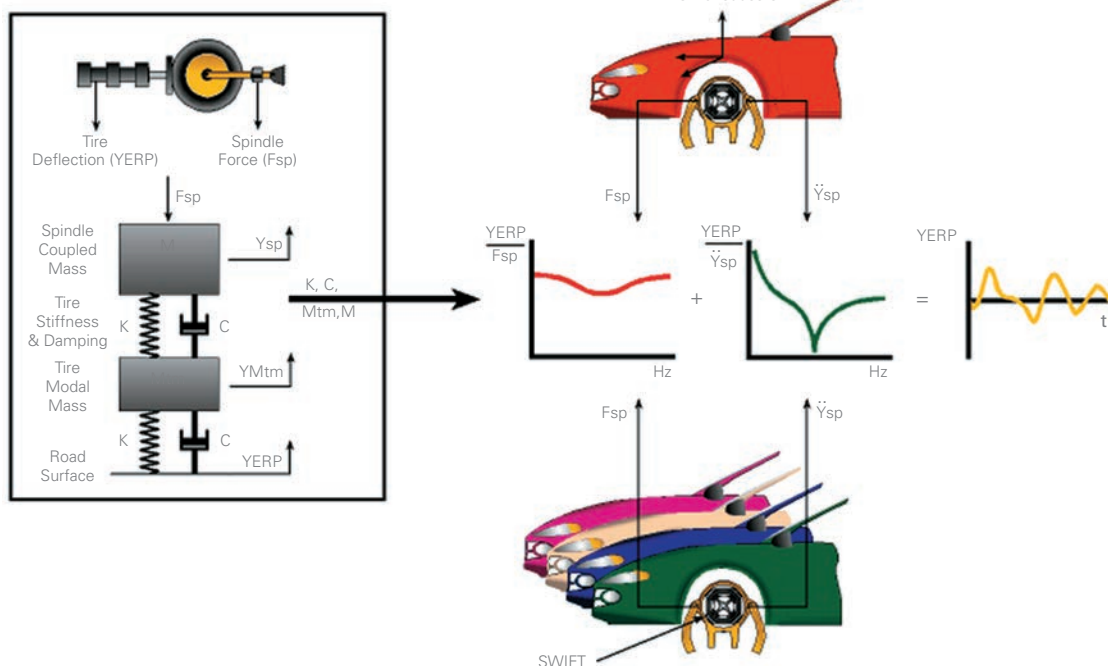 Tire
Deflection (YERP)
Spindle
Force (Fsp)
Fsp
Spindle
Coupled
Mass
M
Ysp
Tire
Stiffness
& Damping
K
C
Tire
Modal
Mass
YMtm
K
C
Road
Surface
YERP
K, C,
Mtm,M
Fsp
Ÿsp
YERP
Fsp
Hz
+
YERP
Ÿsp
Hz
=
YERP
t
Fsp
Ÿsp
SWIFT